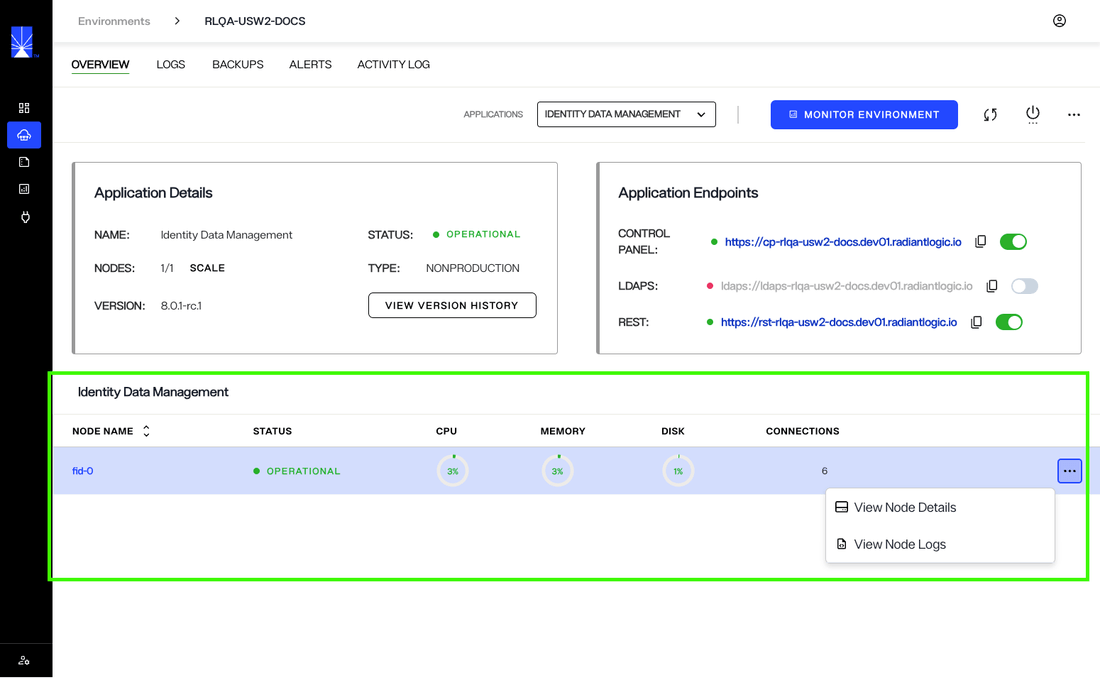 Environments > RLQA-USW2-DOCS
OVERVIEW LOGS BACKUPS ALERTS ACTIVITY LOG
APPLICATIONS IDENTITY DATA MANAGEMENT MONITOR ENVIRONMENT
Application Details
NAME: Identity Data Management STATUS: OPERATIONAL
NODES: 1/1 SCALE TYPE: NONPRODUCTION
VERSION: 8.0.1-rc.1 VIEW VERSION HISTORY
Application Endpoints
CONTROL
PANEL: https://cp-rlqa-usw2-docs.dev01.radiantlogic.io
LDAPS: ldaps://ldaps-rlqa-usw2-docs.dev01.radiantlogic.io
REST: https://rst-rlqa-usw2-docs.dev01.radiantlogic.io
Identity Data Management
NODE NAME STATUS CPU MEMORY DISK CONNECTIONS
fid-0 OPERATIONAL 3% 3% 1% 6
View Node Details
View Node Logs